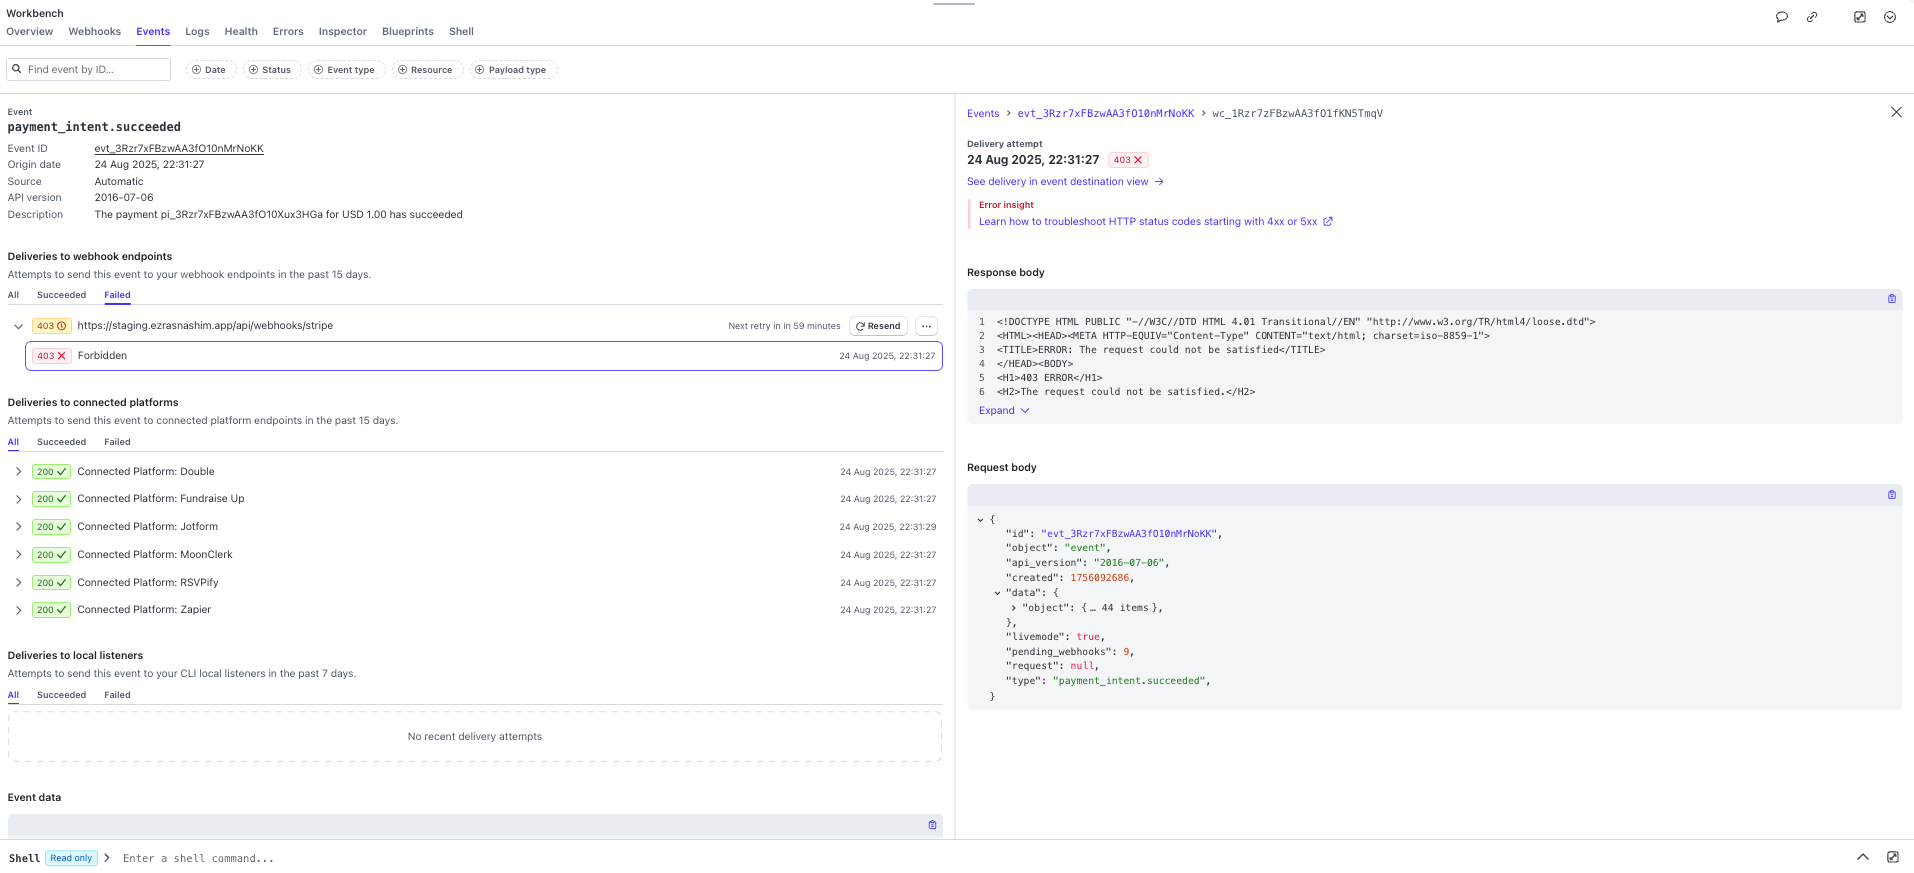 Workbench
Overview Webhooks Events Logs Health Errors Inspector Blueprints Shell
Find event by ID...
Date
Status
Event type
Resource
Payload type
Event
payment_intent.succeeded
Event ID evt_3Rzr7xFBzwAA3fO10nMrNoKK
Origin date 24 Aug 2025, 22:31:27
Source Automatic
API version 2016-07-06
Description The payment pi_3Rzr7xFBzwAA3fO10Xux3HGa for USD 1.00 has succeeded
Deliveries to webhook endpoints
Attempts to send this event to your webhook endpoints in the past 15 days.
All Succeeded Failed
403 https://staging.ezrasnashim.app/api/webhooks/stripe Next retry in in 59 minutes Resend ...
403 Forbidden 24 Aug 2025, 22:31:27
Deliveries to connected platforms
Attempts to send this event to connected platform endpoints in the past 15 days.
All Succeeded Failed
200 Connected Platform: Double 24 Aug 2025, 22:31:27
200 Connected Platform: Fundraise Up 24 Aug 2025, 22:31:27
200 Connected Platform: Jotform 24 Aug 2025, 22:31:29
200 Connected Platform: MoonClerk 24 Aug 2025, 22:31:27
200 Connected Platform: RSVPify 24 Aug 2025, 22:31:27
200 Connected Platform: Zapier 24 Aug 2025, 22:31:27
Deliveries to local listeners
Attempts to send this event to your CLI local listeners in the past 7 days.
All Succeeded Failed
No recent delivery attempts
Event data
Events > evt_3Rzr7xFBzwAA3fO10nMrNoKK > wc_1Rzr7zFBzwAA3fO1fKN5TmqV
Delivery attempt
24 Aug 2025, 22:31:27 403
See delivery in event destination view →
Error insight
Learn how to troubleshoot HTTP status codes starting with 4xx or 5xx
Response body
1 <!DOCTYPE HTML PUBLIC "-//W3C//DTD HTML 4.01 Transitional//EN" "http://www.w3.org/TR/html4/loose.dtd">
2 <HTML><HEAD><META HTTP-EQUIV="Content-Type" CONTENT="text/html; charset=iso-8859-1">
3 <TITLE>ERROR: The request could not be satisfied</TITLE>
4 </HEAD><BODY>
5 <H1>403 ERROR</H1>
6 <H2>The request could not be satisfied.</H2>
Expand
Request body
{
"id": "evt_3Rzr7xFBzwAA3fO10nMrNoKK",
"object": "event",
"api_version": "2016-07-06",
"created": 1756092686,
"data": {
"object": {… 44 items },
},
"livemode": true,
"pending_webhooks": 9,
"request": null,
"type": "payment_intent.succeeded",
}
Shell Read only > Enter a shell command...